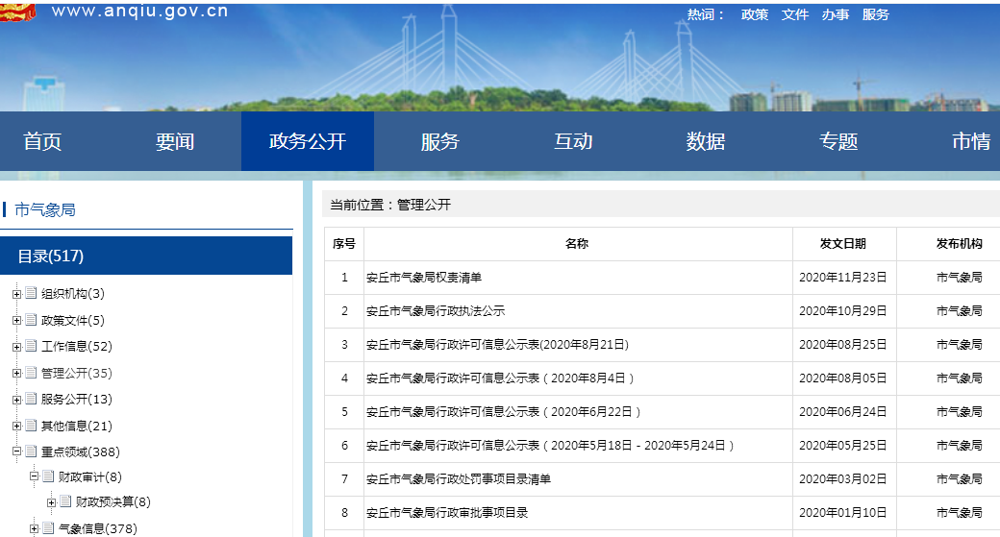 www.anqiu.gov.cn
热词： 政策 文件 办事 服务
首页 要闻 政务公开 服务 互动 数据 专题 市情
市气象局
目录(517)
组织机构(3)
政策文件(5)
工作信息(52)
管理公开(35)
服务公开(13)
其他信息(21)
重点领域(388)
财政审计(8)
财政预决算(8)
气象信息(378)
当前位置：管理公开
序号 名称 发文日期 发布机构
1 安丘市气象局权责清单 2020年11月23日 市气象局
2 安丘市气象局行政执法公示 2020年10月29日 市气象局
3 安丘市气象局行政许可信息公示表(2020年8月21日) 2020年08月25日 市气象局
4 安丘市气象局行政许可信息公示表（2020年8月4日） 2020年08月05日 市气象局
5 安丘市气象局行政许可信息公示表（2020年6月22日） 2020年06月24日 市气象局
6 安丘市气象局行政许可信息公示表（2020年5月18日－2020年5月24日） 2020年05月25日 市气象局
7 安丘市气象局行政处罚事项目录清单 2020年03月02日 市气象局
8 安丘市气象局行政审批事项目录 2020年01月10日 市气象局